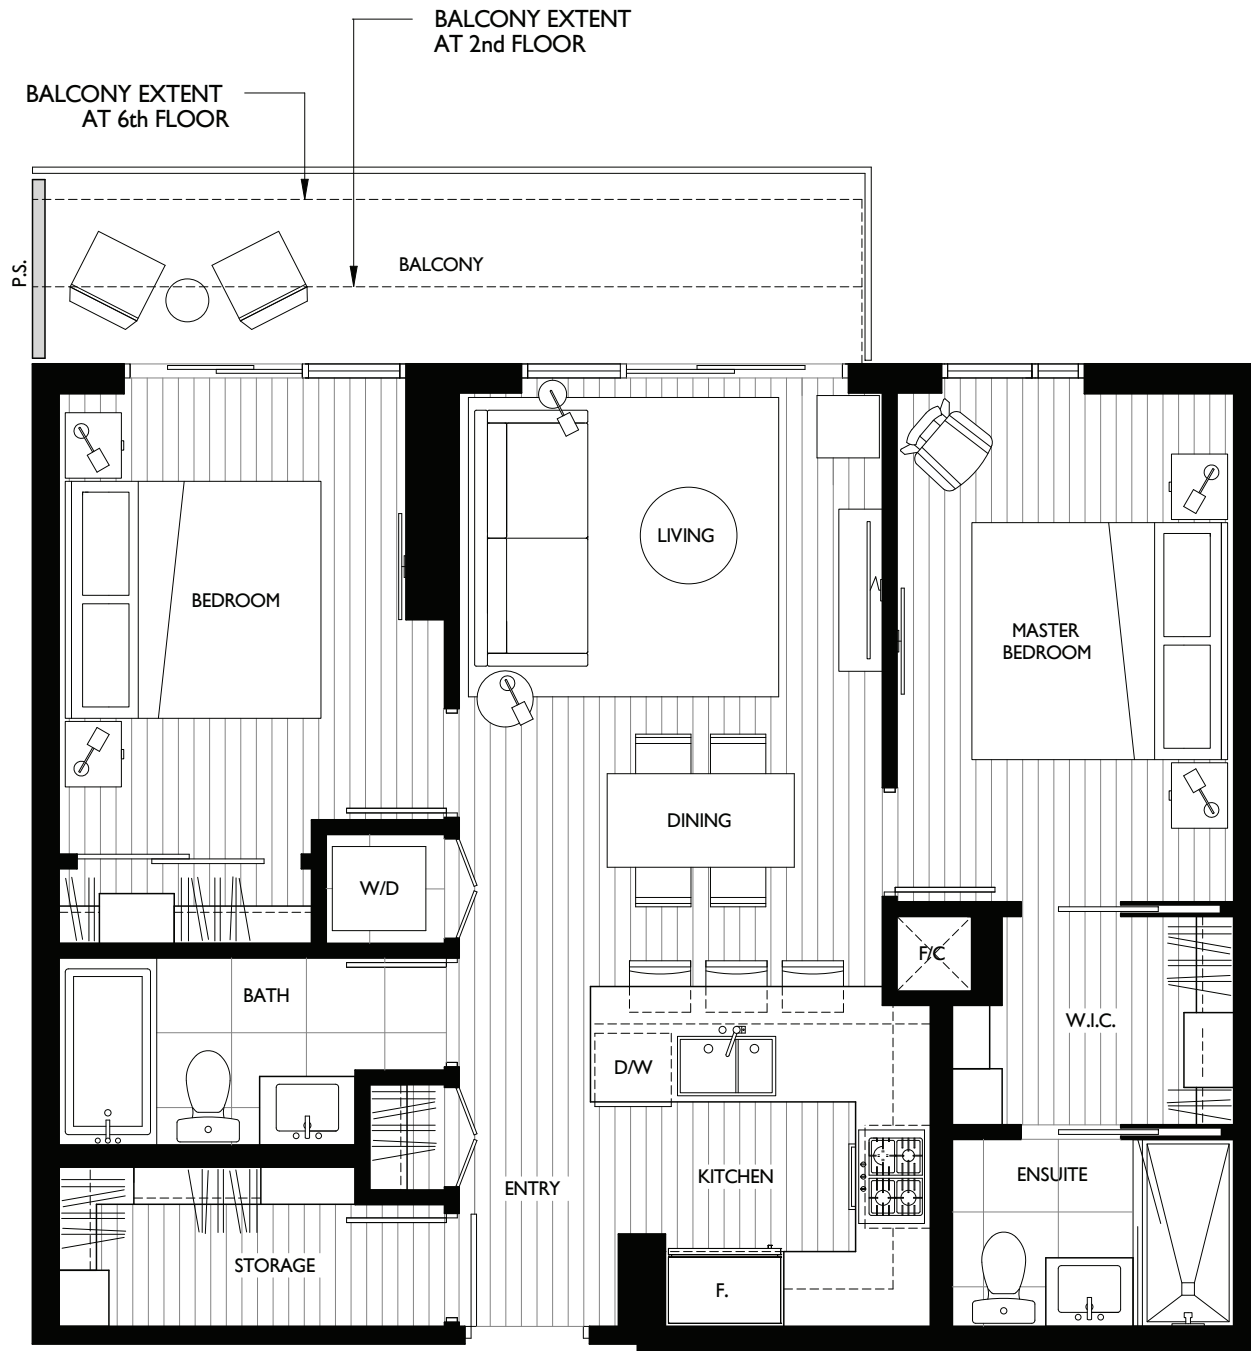 BALCONY EXTENT
AT 2nd FLOOR
BALCONY EXTENT
AT 6th FLOOR
P.S.
BALCONY
LIVING
BEDROOM
MASTER
BEDROOM
DINING
W/D
F/C
BATH
W.I.C.
D/W
KITCHEN
ENSUITE
ENTRY
STORAGE
F.